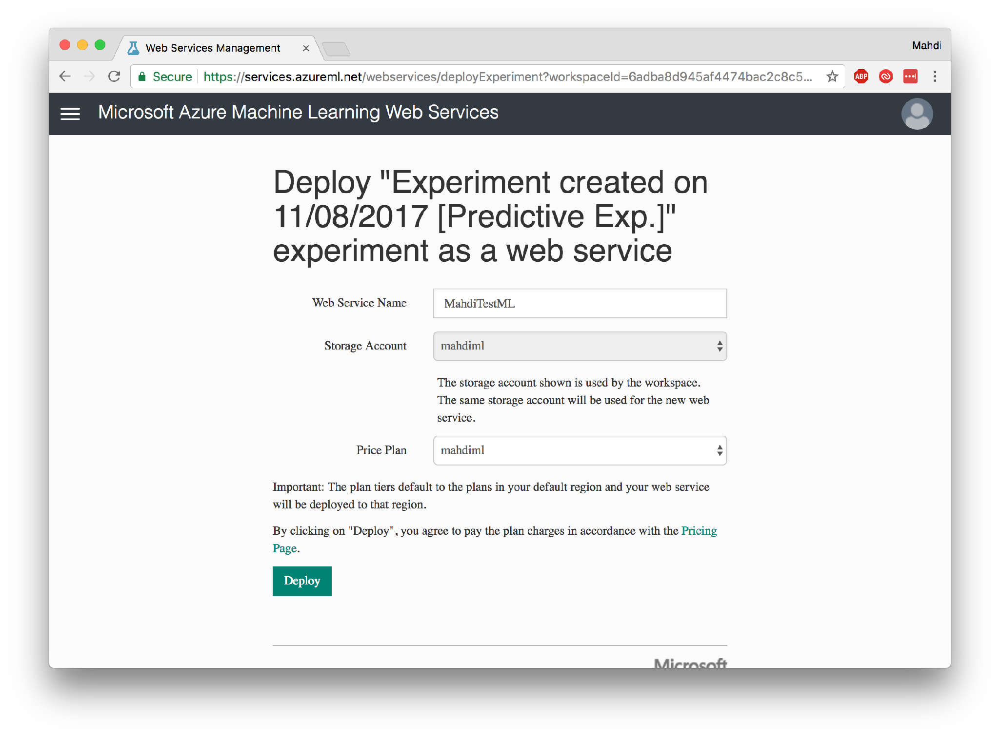 Web Services Management
Mahdi
Secure
https://services.azureml.net/webservices/deployExperiment?workspaceId=6adba8d945af4474bac2c8c5...
ABP
Microsoft Azure Machine Learning Web Services
Deploy "Experiment created on
11/08/2017 [Predictive Exp.]"
experiment as a web service
Web Service Name
MahdiTestML
Storage Account
mahdiml
The storage account shown is used by the workspace.
The same storage account will be used for the new web
service.
Price Plan
mahdiml
Important: The plan tiers default to the plans in your default region and your web service
will be deployed to that region.
By clicking on "Deploy", you agree to pay the plan charges in accordance with the Pricing
Page.
Deploy
Microsoft